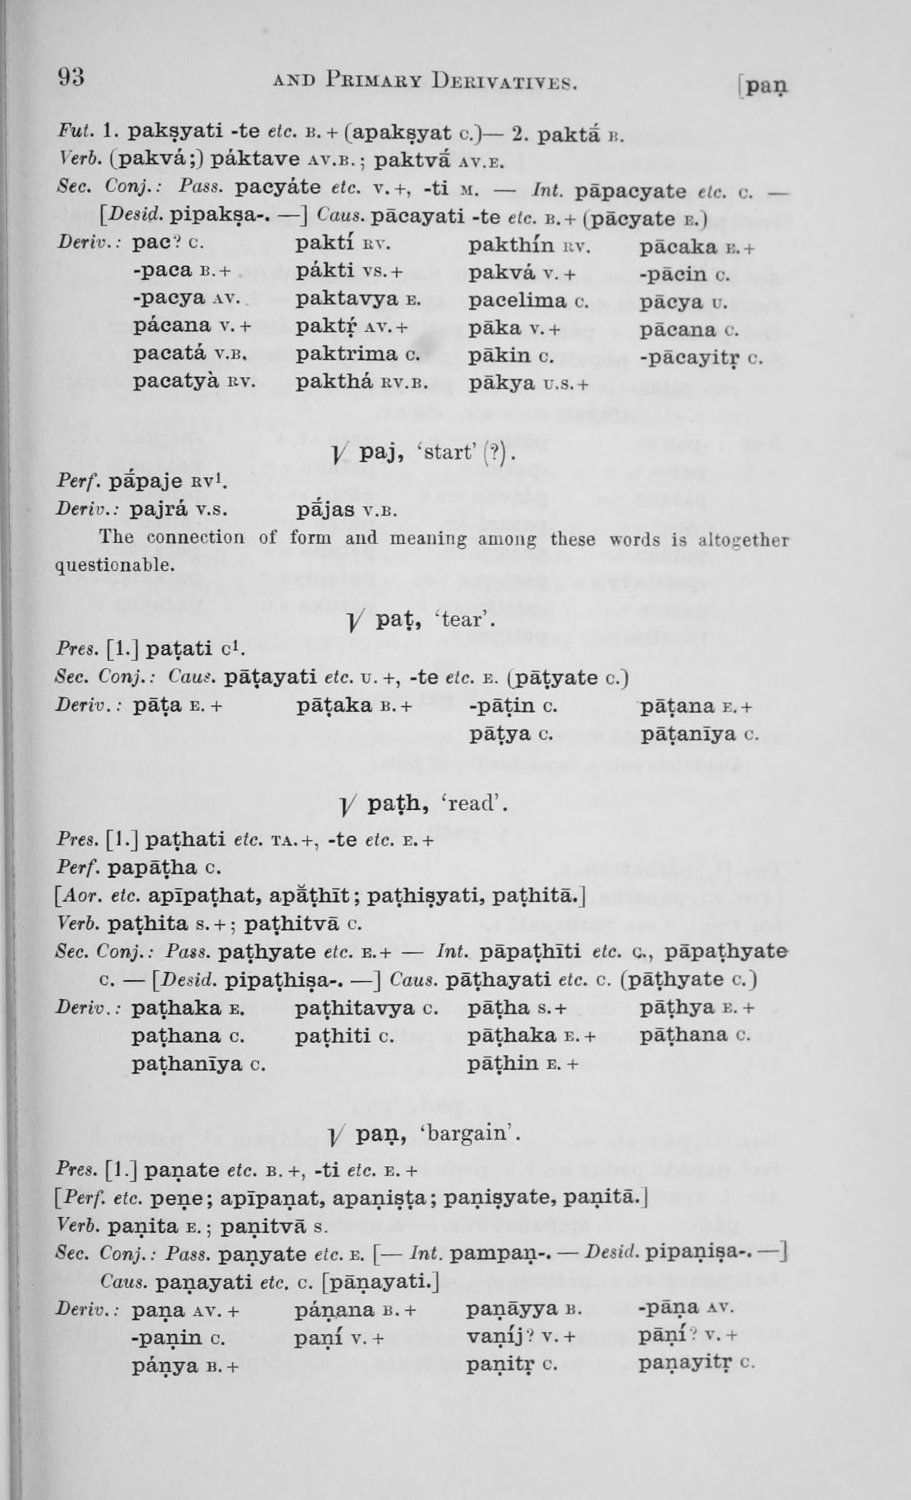 93 AND PRIMARY DERIVATIVES. [paṇ
Fut. 1. pakṣyati -te etc. B. + (apakṣyat C.)— 2. paktā́ B.
Verb. (pakvá;) páktave AV.B. ; paktvā́ AV.E.
Sec. Conj.: Pass. pacyáte etc. V. +, -ti M. — Int. pāpacyate etc. C. —
[Desid. pipakṣa-. —] Caus. pācayati -te etc. B. + (pācyate E.)
Deriv.: pac? C. paktí RV. pakthín RV. pācaka E. +
-paca B. + pákti VS. + pakvá V. + -pācin C.
-pacya AV. paktavya E. pacelima C. pācya U.
pácana V. + paktṛ́ AV. + pāka V. + pācana C.
pacatá V.B. paktrima C. pākin C. -pācayitṛ C.
pacatyà RV. pakthá RV.B. pākya U.S. +
√ paj, ‘start’ (?).
Perf. pā́paje RV¹.
Deriv.: pajrá V.S. pā́jas V.B.
The connection of form and meaning among these words is altogether
questionable.
√ paṭ, ‘tear’.
Pres. [1.] paṭati C¹.
Sec. Conj.: Caus. pāṭayati etc. U. +, -te etc. E. (pāṭyate C.)
Deriv.: pāṭa E. + pāṭaka B. + -pāṭin C. pāṭana E. +
pāṭya C. pāṭanīya C.
√ paṭh, ‘read’.
Pres. [1.] paṭhati etc. TA. +, -te etc. E. +
Perf. papāṭha C.
[Aor. etc. apīpaṭhat, apā̆ṭhīt; paṭhiṣyati, paṭhitā.]
Verb. paṭhita S. + ; paṭhitvā C.
Sec. Conj.: Pass. paṭhyate etc. E. + — Int. pāpaṭhīti etc. C., pāpaṭhyate
C. — [Desid. pipaṭhiṣa-. —] Caus. pāṭhayati etc. C. (pāṭhyate C.)
Deriv.: paṭhaka E. paṭhitavya C. pāṭha S. + pāṭhya E. +
paṭhana C. paṭhiti C. pāṭhaka E. + pāṭhana C.
paṭhanīya C. pāṭhin E. +
√ paṇ, ‘bargain’.
Pres. [1.] paṇate etc. B. +, -ti etc. E. +
[Perf. etc. peṇe; apīpaṇat, apaṇiṣṭa; paṇiṣyate, paṇitā.]
Verb. paṇita E. ; paṇitvā S.
Sec. Conj.: Pass. paṇyate etc. E. [— Int. pampaṇ-. — Desid. pipaṇiṣa-. —]
Caus. paṇayati etc. C. [pāṇayati.]
Deriv.: paṇa AV. + páṇana B. + paṇāyya B. -pāṇa AV.
-paṇin C. paṇí V. + vaṇíj? V. + pāṇí? V. +
páṇya B. + paṇitṛ C. paṇayitṛ C.